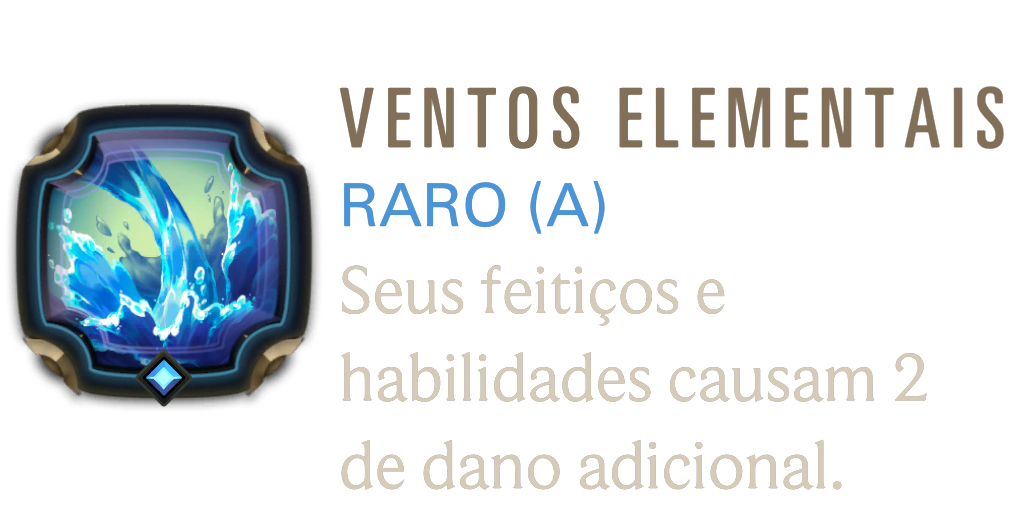 VENTOS ELEMENTAIS
RARO (A)
Seus feitiços e
habilidades causam 2
de dano adicional.